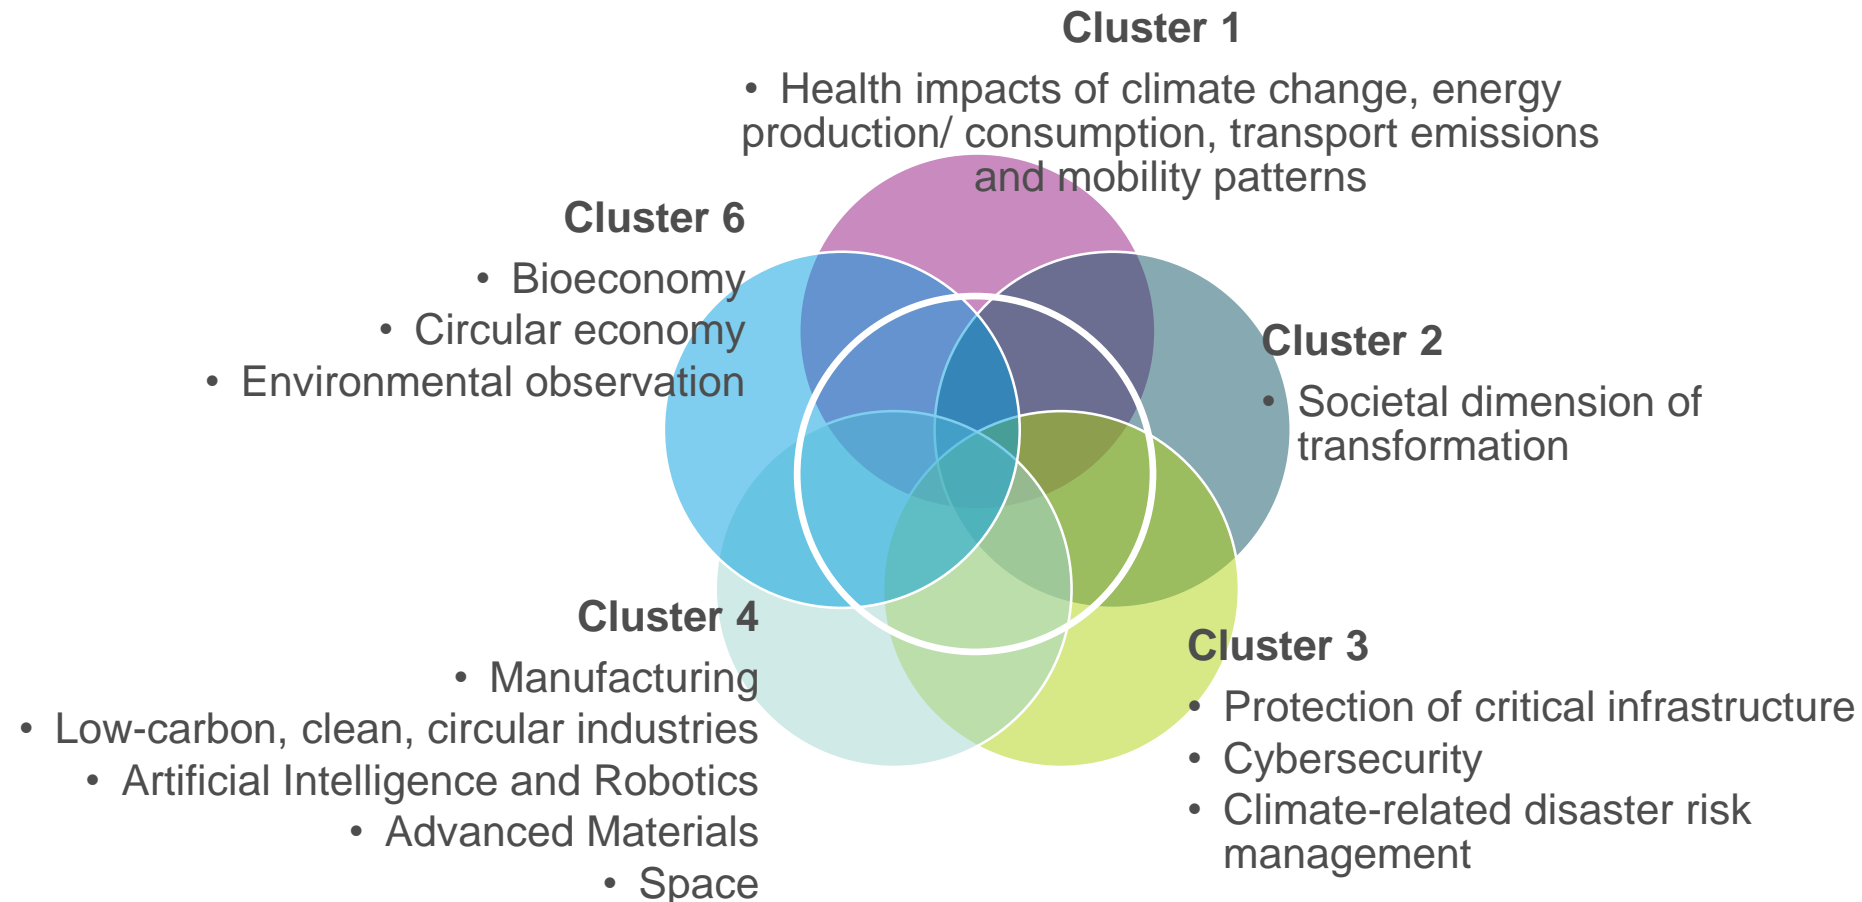 Cluster 1
• Health impacts of climate change, energy
production/ consumption, transport emissions
and mobility patterns
Cluster 6
• Bioeconomy
• Circular economy
• Environmental observation
Cluster 2
• Societal dimension of
transformation
Cluster 4
• Manufacturing
• Low-carbon, clean, circular industries
• Artificial Intelligence and Robotics
• Advanced Materials
• Space
Cluster 3
• Protection of critical infrastructure
• Cybersecurity
• Climate-related disaster risk
management